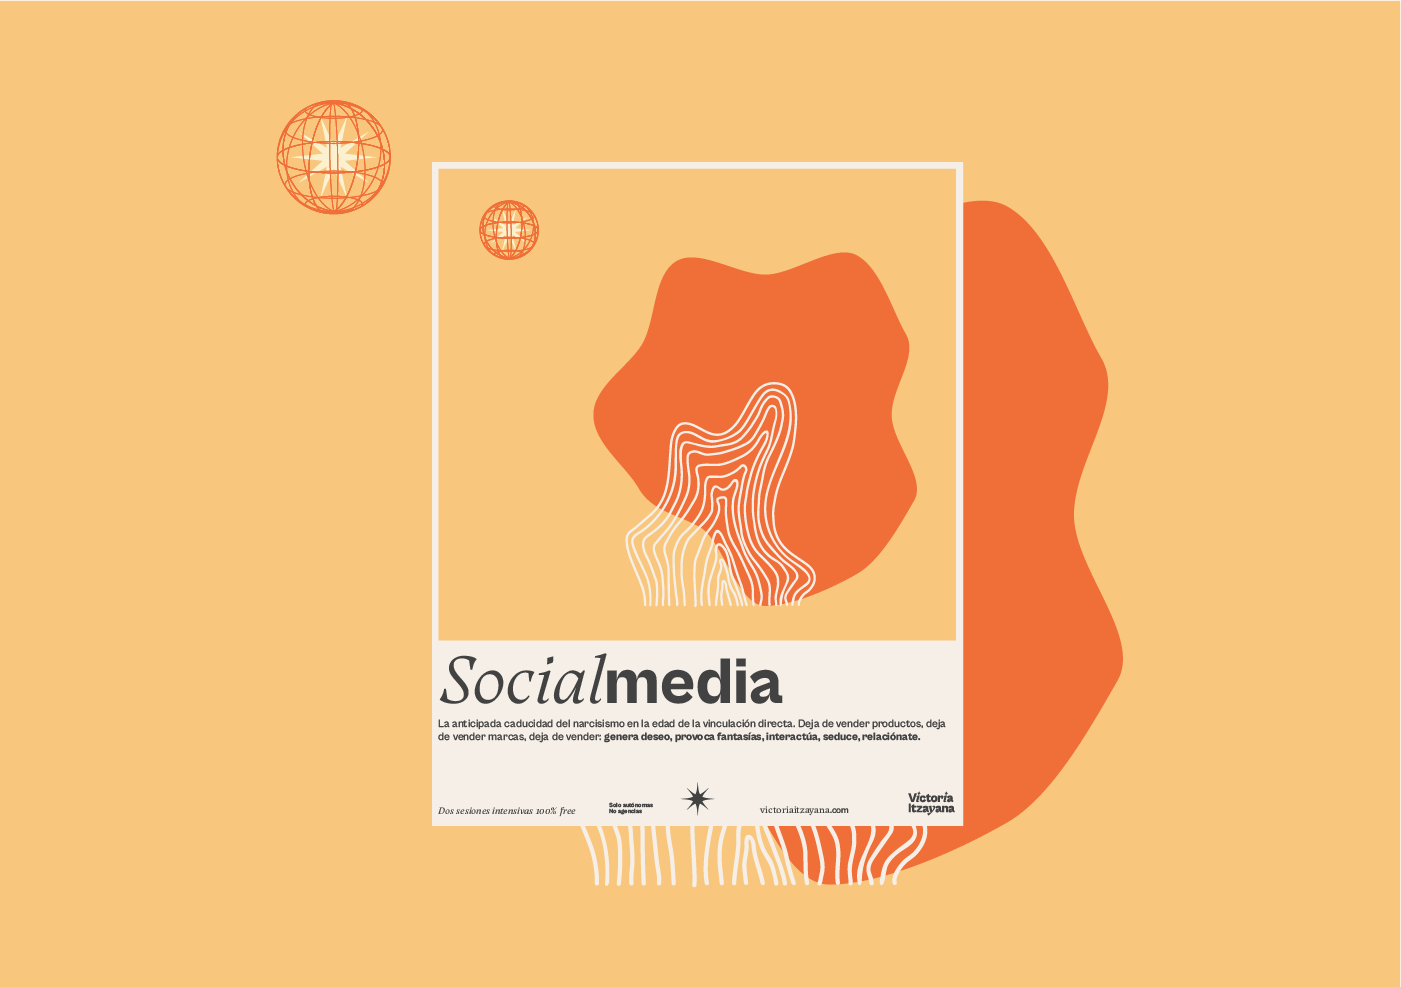 Socialmedia
La anticipada caducidad del narcisismo en la edad de la vinculación directa. Deja de vender productos, deja
de vender marcas, deja de vender: genera deseo, provoca fantasías, interactúa, seduce, relaciónate.
Dos sesiones intensivas 100% free
Solo autónomas
No agencias
victoriaitzayana.com
Victoria
Itzayana